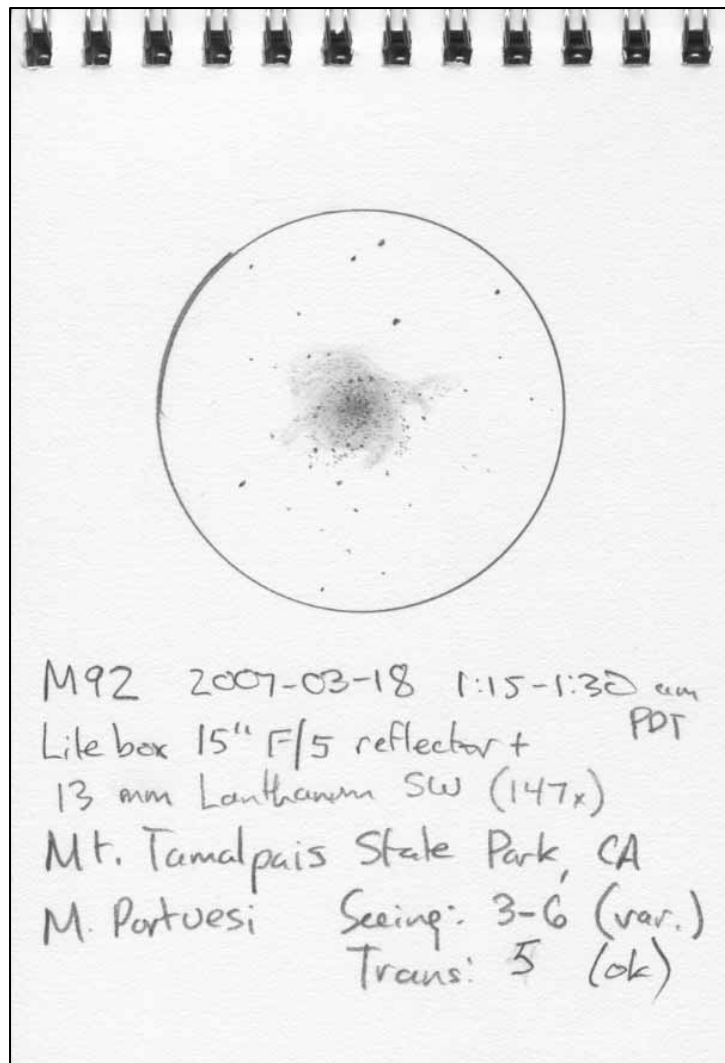 M92 2007-03-18 1:15-1:30 am PDT
Litebox 15" F/5 reflector +
13 mm Lanthanum SW (147x)
Mt. Tamalpais State Park, CA
M. Portuesi Seeing: 3-6 (var.)
Trans: 5 (ok)